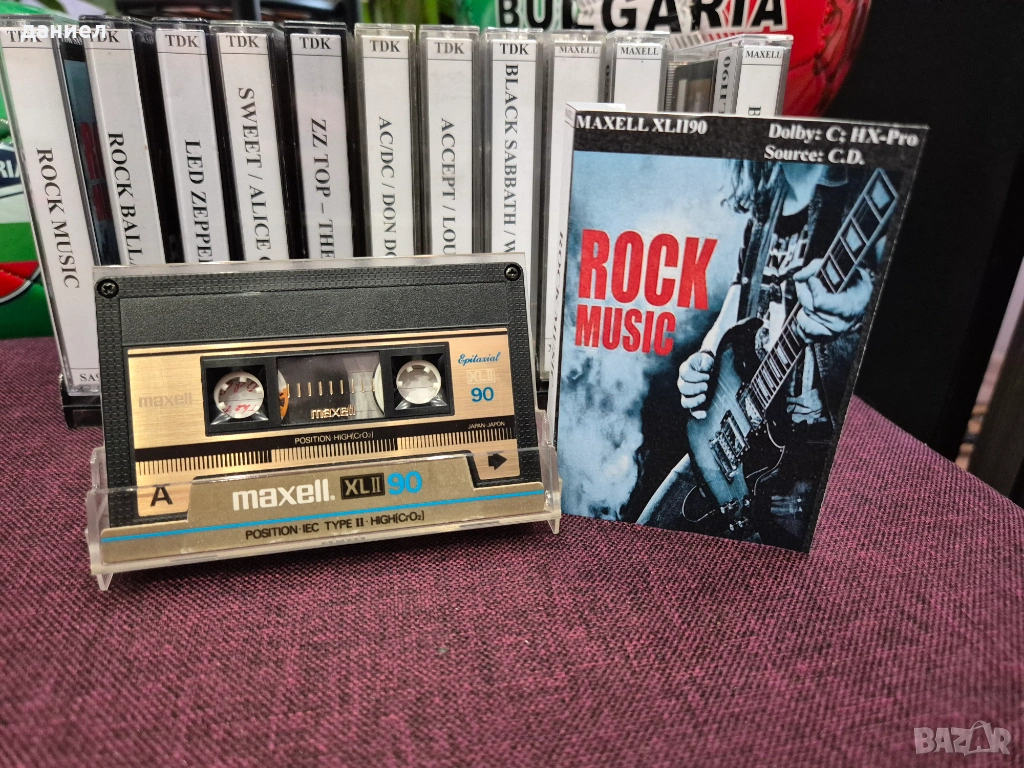 BULGARIA
даниел
TDK
ROCK MUSIC
TDK
ROCK BALLA
TDK
LED ZEPPE
TDK
SWEET / ALICE
TDK
ZZ TOP – THE
TDK
AC/DC / DON DO
TDK
ACCEPT / LOU
TDK
BLACK SABBATH / W
MAXELL
MAXELL
MAXELL
MAXELL XLII90
Dolby: C; HX-Pro
Source: C.D.
ROCK
MUSIC
Epitaxial
XLII
90
maxell
maxell
POSITION·HIGH(CrO₂)
JAPAN·JAPON
A
maxell. XLII 90
POSITION·IEC TYPE II·HIGH(CrO₂)
BAZAR